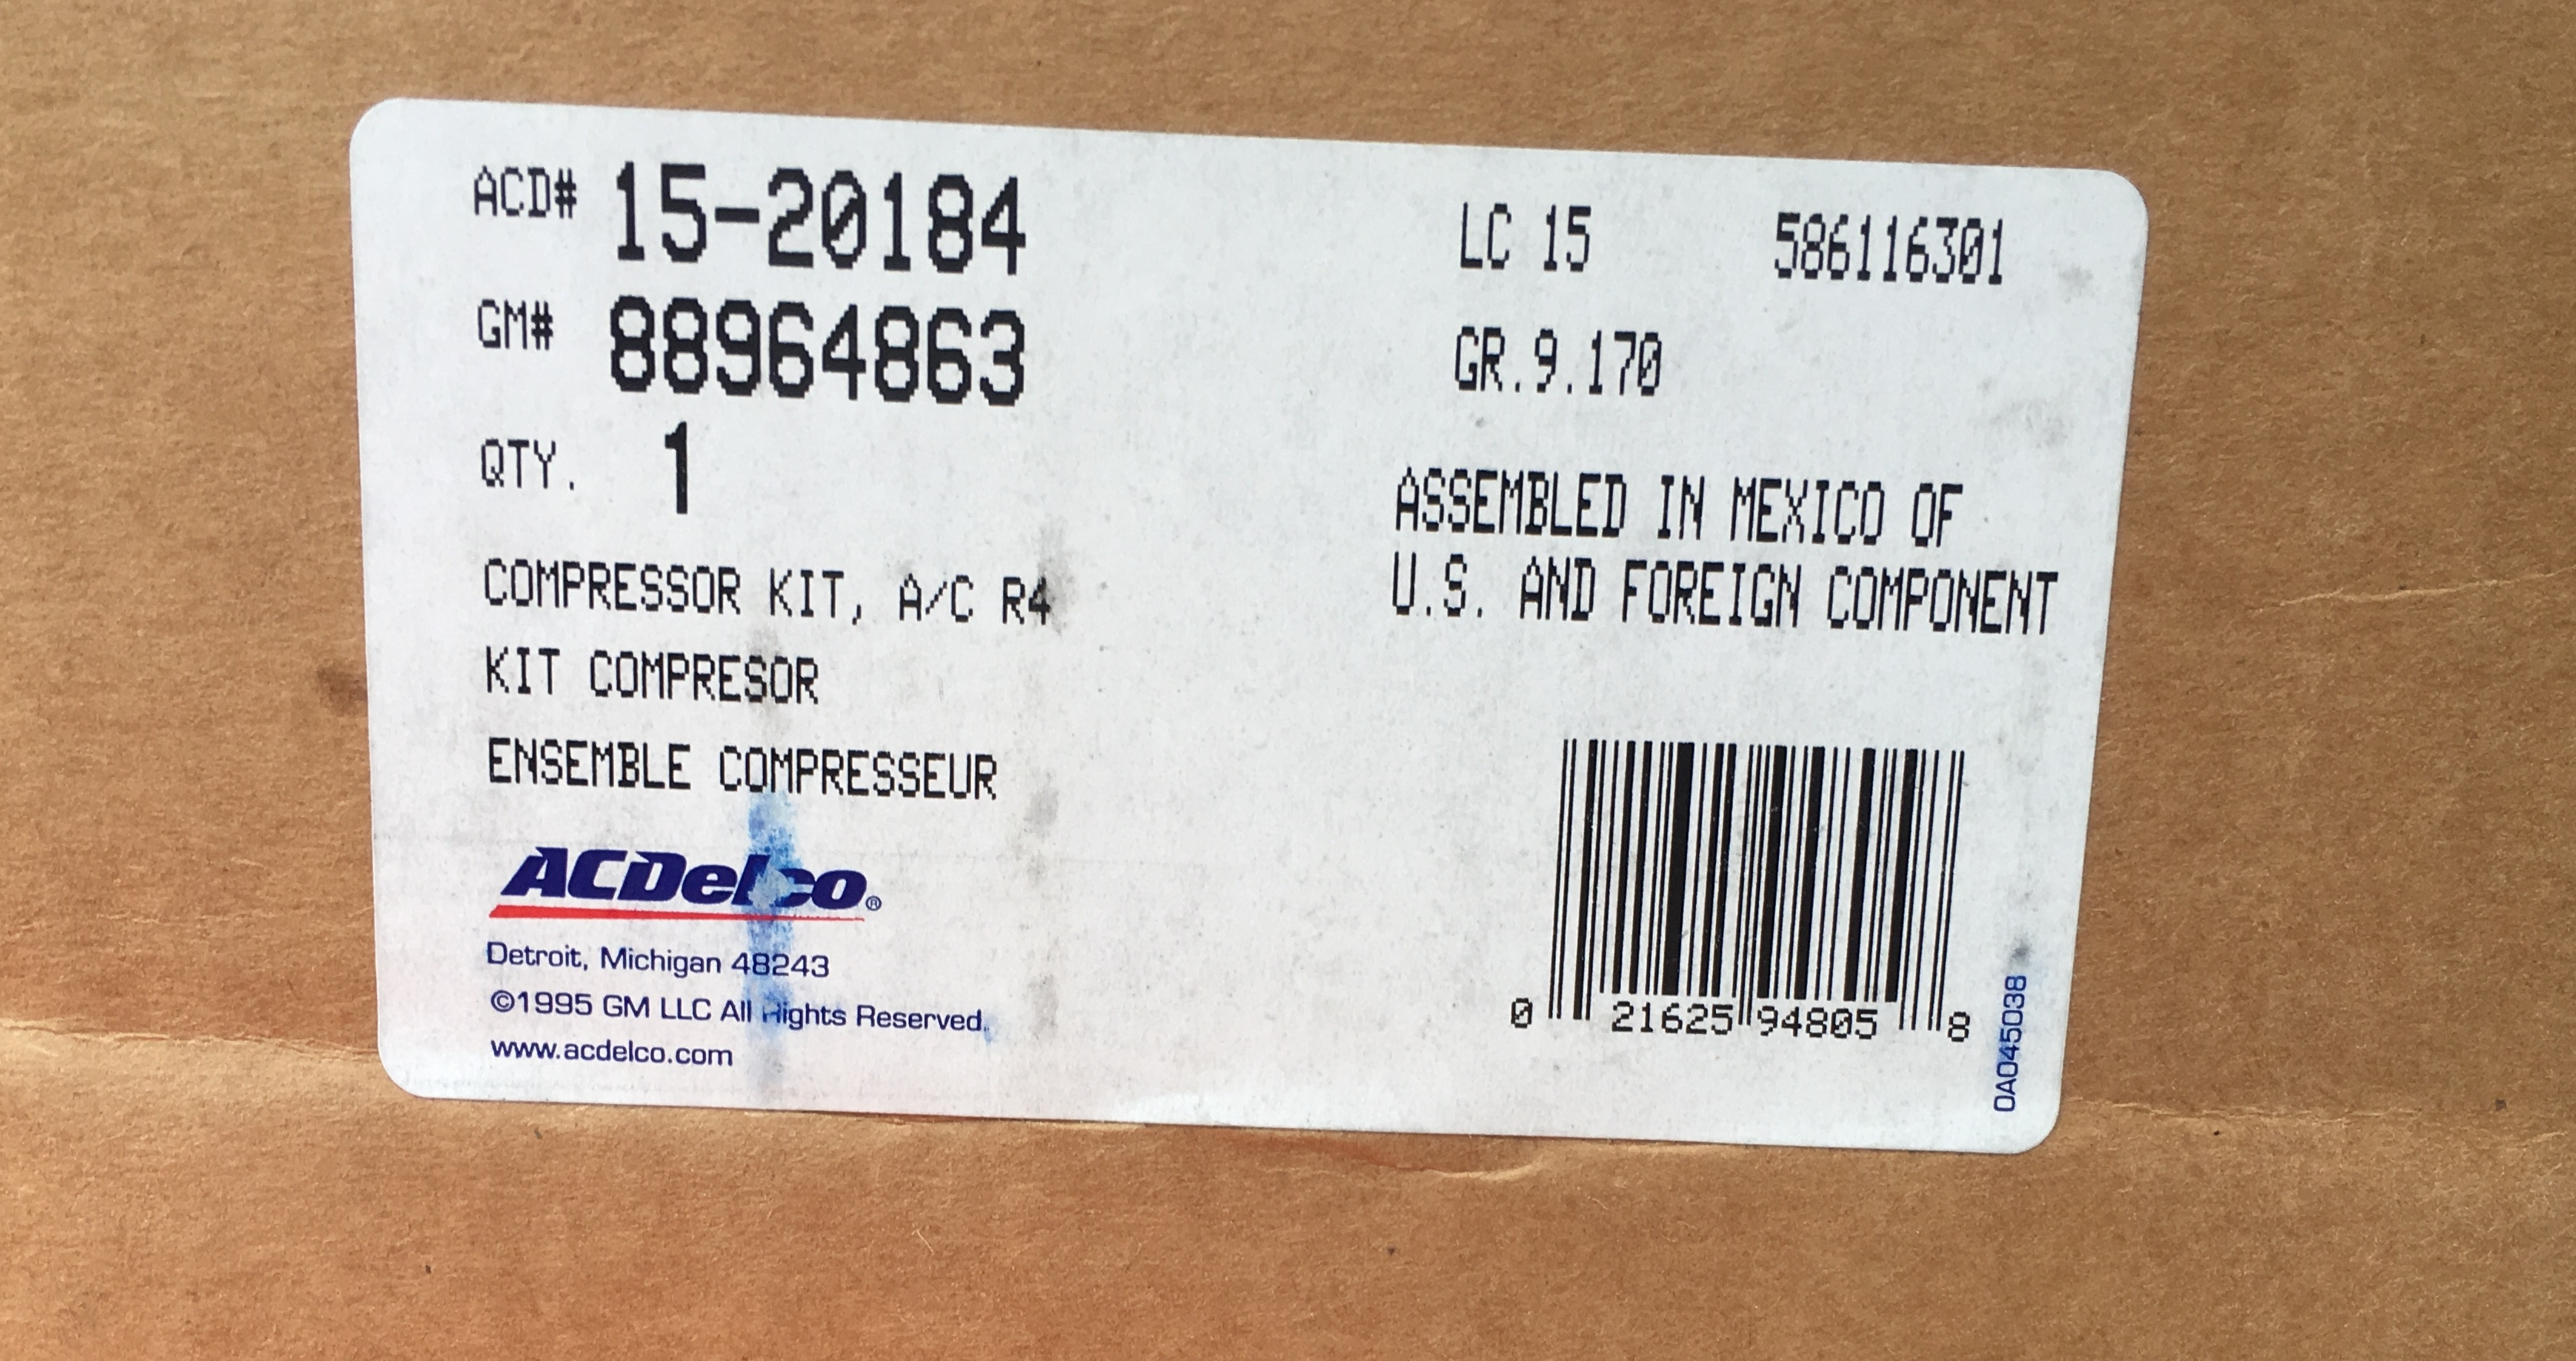 ACD# 15-20184
GM# 88964863
QTY. 1
COMPRESSOR KIT, A/C R4
KIT COMPRESOR
ENSEMBLE COMPRESSEUR
ACDelco®
Detroit, Michigan 48243
©1995 GM LLC All Rights Reserved.
www.acdelco.com
LC 15 586116301
GR.9.170
ASSEMBLED IN MEXICO OF
U.S. AND FOREIGN COMPONENT
0 21625 94805 8
0A045038